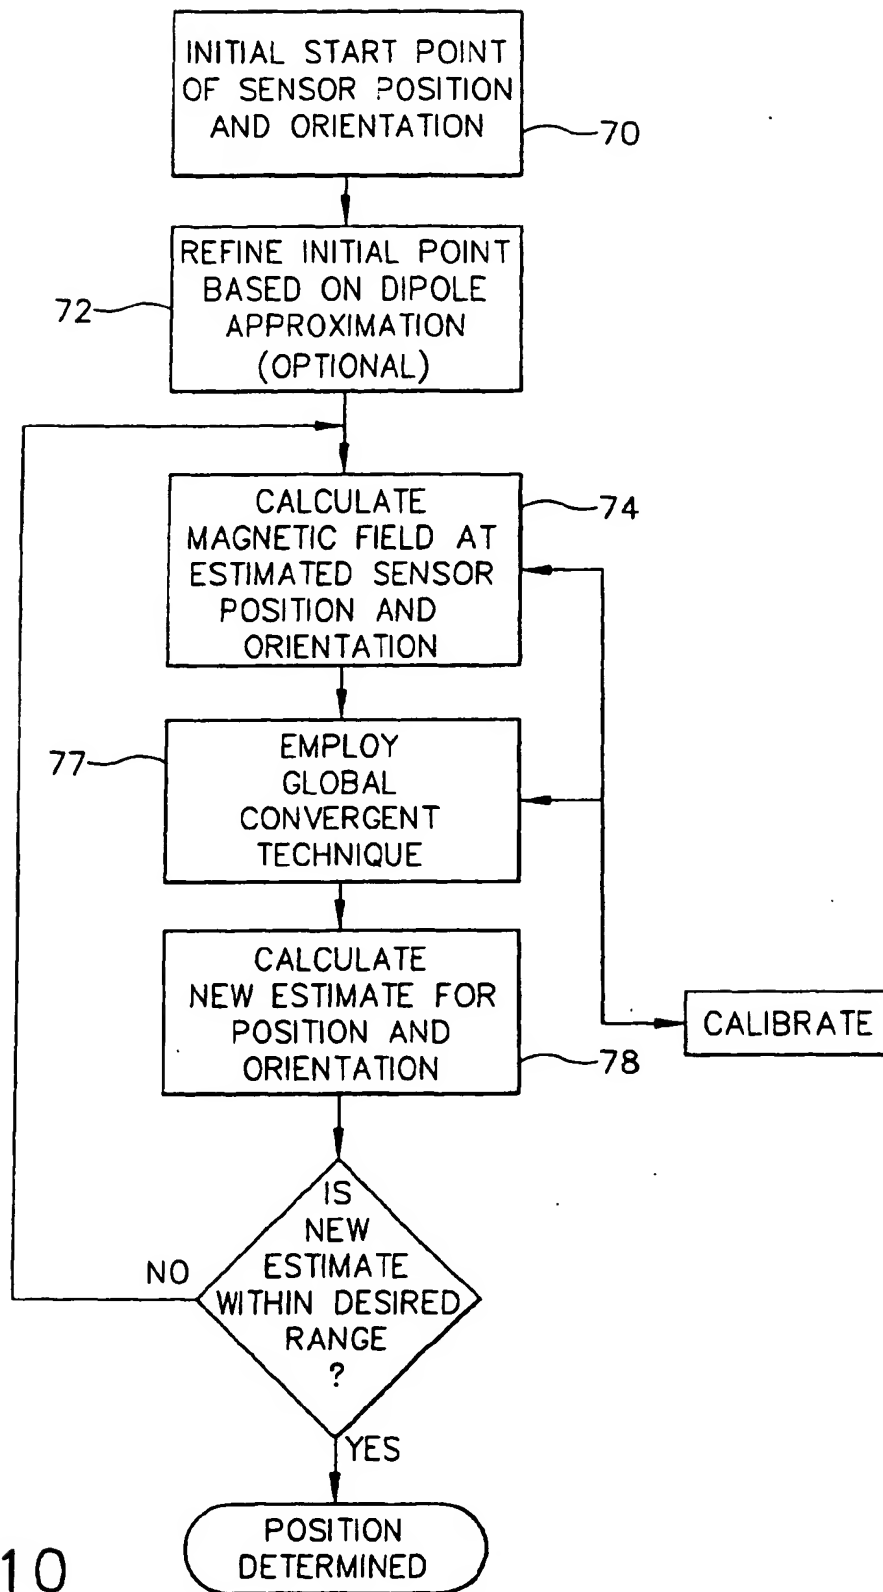 INITIAL START POINT
OF SENSOR POSITION
AND ORIENTATION
70
REFINE INITIAL POINT
BASED ON DIPOLE
APPROXIMATION
(OPTIONAL)
72
CALCULATE
MAGNETIC FIELD AT
ESTIMATED SENSOR
POSITION AND
ORIENTATION
74
EMPLOY
GLOBAL
CONVERGENT
TECHNIQUE
77
CALCULATE
NEW ESTIMATE FOR
POSITION AND
ORIENTATION
78
CALIBRATE
IS
NEW
ESTIMATE
WITHIN DESIRED
RANGE
?
NO
YES
POSITION
DETERMINED
10